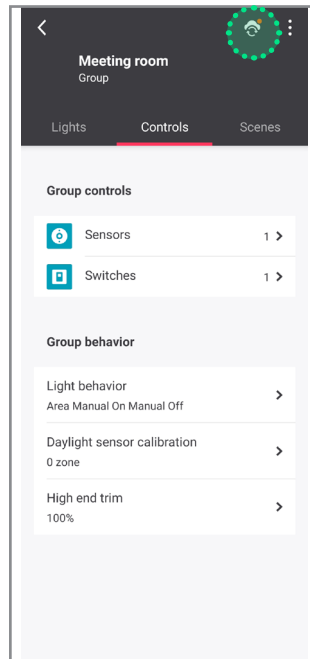 Meeting room
Group
Lights Controls Scenes
Group controls
Sensors 1
Switches 1
Group behavior
Light behavior
Area Manual On Manual Off
Daylight sensor calibration
0 zone
High end trim
100%